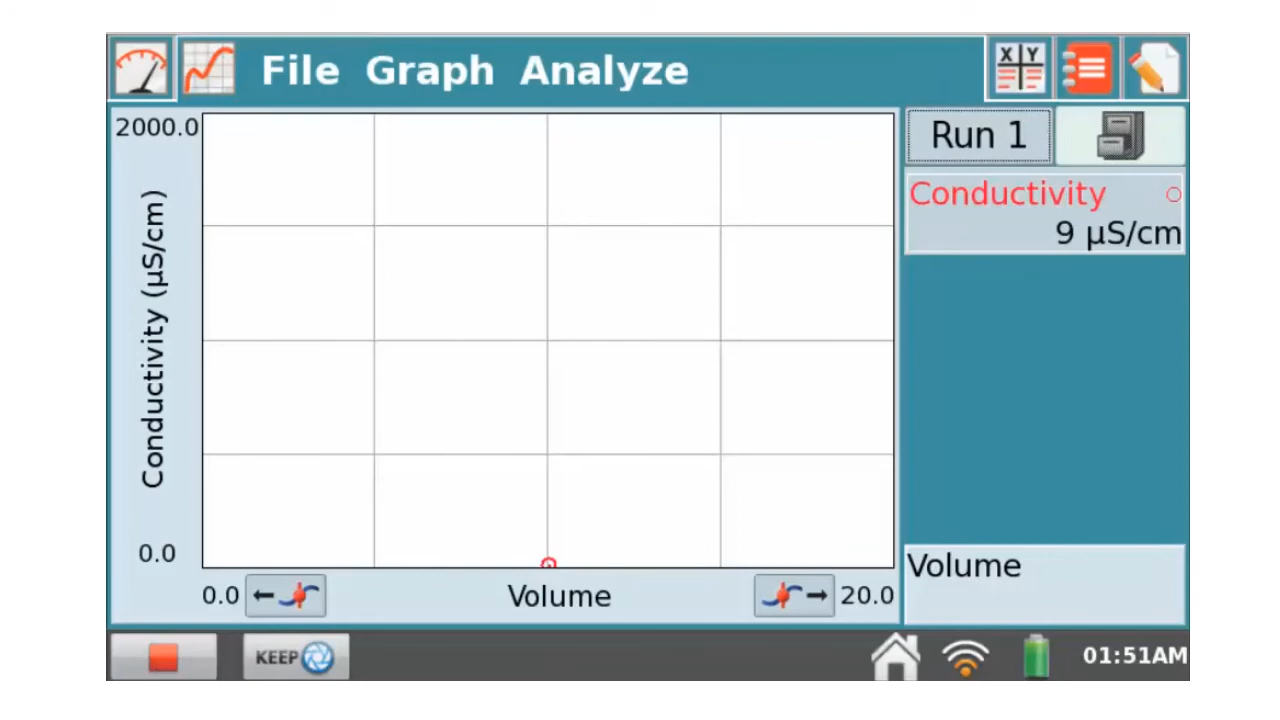 File Graph Analyze
X Y
2000.0
Conductivity (µS/cm)
0.0
0.0
Volume
20.0
Run 1
Conductivity
9 µS/cm
Volume
KEEP
01:51AM